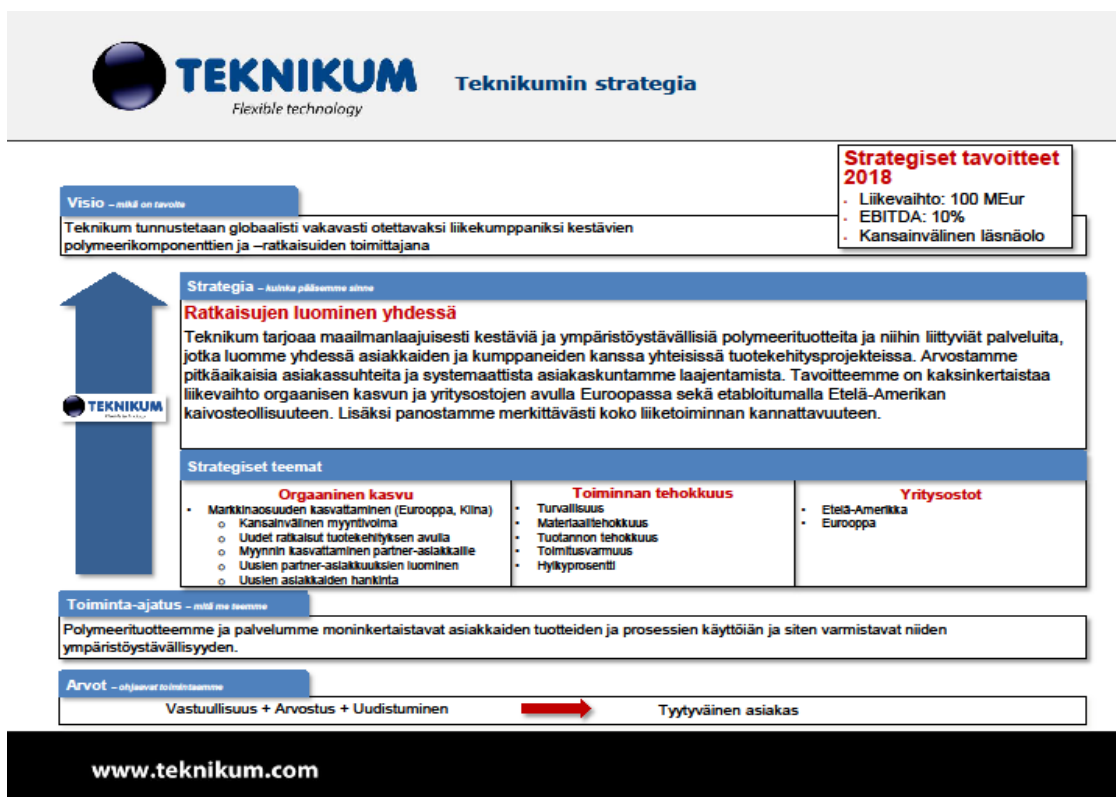 TEKNIKUM
Flexible technology
Teknikumin strategia
Strategiset tavoitteet
2018
Liikevaihto: 100 MEur
EBITDA: 10%
Kansainvälinen läsnäolo
Visio – mikä on tavoite
Teknikum tunnustetaan globaalisti vakavasti otettavaksi liikekumppaniksi kestävien
polymeerikomponenttien ja –ratkaisuiden toimittajana
Strategia – kuinka pääsemme sinne
Ratkaisujen luominen yhdessä
Teknikum tarjoaa maailmanlaajuisesti kestäviä ja ympäristöystävällisiä polymeerituotteita ja niihin liittyviät palveluita,
jotka luomme yhdessä asiakkaiden ja kumppaneiden kanssa yhteisissä tuotekehitysprojekteissa. Arvostamme
pitkäaikaisia asiakassuhteita ja systemaattista asiakaskuntamme laajentamista. Tavoitteemme on kaksinkertaistaa
liikevaihto orgaanisen kasvun ja yritysostojen avulla Euroopassa sekä etabloitumalla Etelä-Amerikan
kaivosteollisuuteen. Lisäksi panostamme merkittävästi koko liiketoiminnan kannattavuuteen.
TEKNIKUM
Strategiset teemat
Orgaaninen kasvu
Markkinaosuuden kasvattaminen (Eurooppa, Kiina)
Kansainvälinen myyntivoima
Uudet ratkaisut tuotekehityksen avulla
Myynnin kasvattaminen partner-asiakkaille
Uusien partner-asiakkuuksien luominen
Uusien asiakkaiden hankinta
Toiminnan tehokkuus
Turvallisuus
Materiaalitehokkuus
Tuotannon tehokkuus
Toimitusvarmuus
Hylkyprosentti
Yritysostot
Etelä-Amerikka
Eurooppa
Toiminta-ajatus – mitä me teemme
Polymeerituotteemme ja palvelumme moninkertaistavat asiakkaiden tuotteiden ja prosessien käyttöiän ja siten varmistavat niiden
ympäristöystävällisyyden.
Arvot – ohjaavat toimintaamme
Vastuullisuus + Arvostus + Uudistuminen
Tyytyväinen asiakas
www.teknikum.com